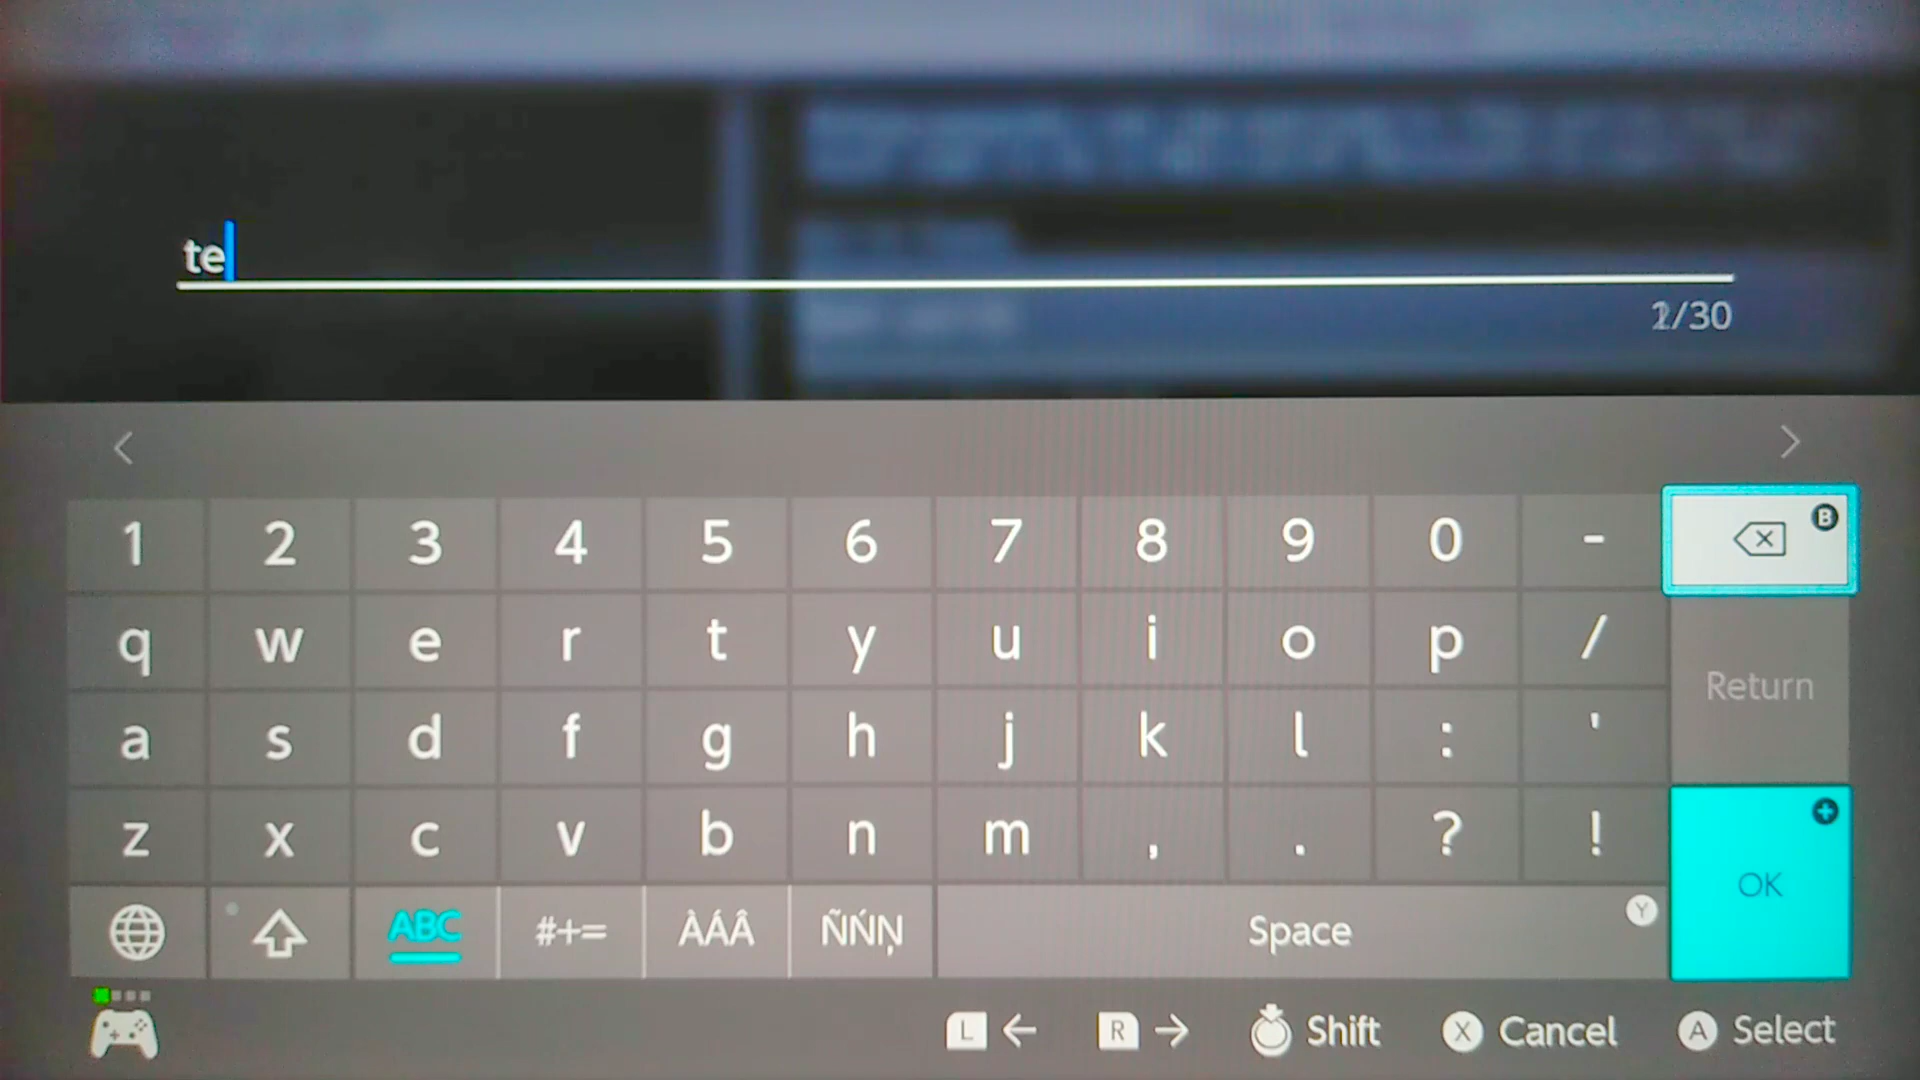 te
/30
1 2 3 4 5 6 7 8 9 0 - B
q w e r t y u i o p /
Return
a s d f g h j k l : '
z x c v b n m , . ? !
OK
ABC #+= ÀÁÂ ÑŃŅ Space Y
L ← R → Shift X Cancel A Select